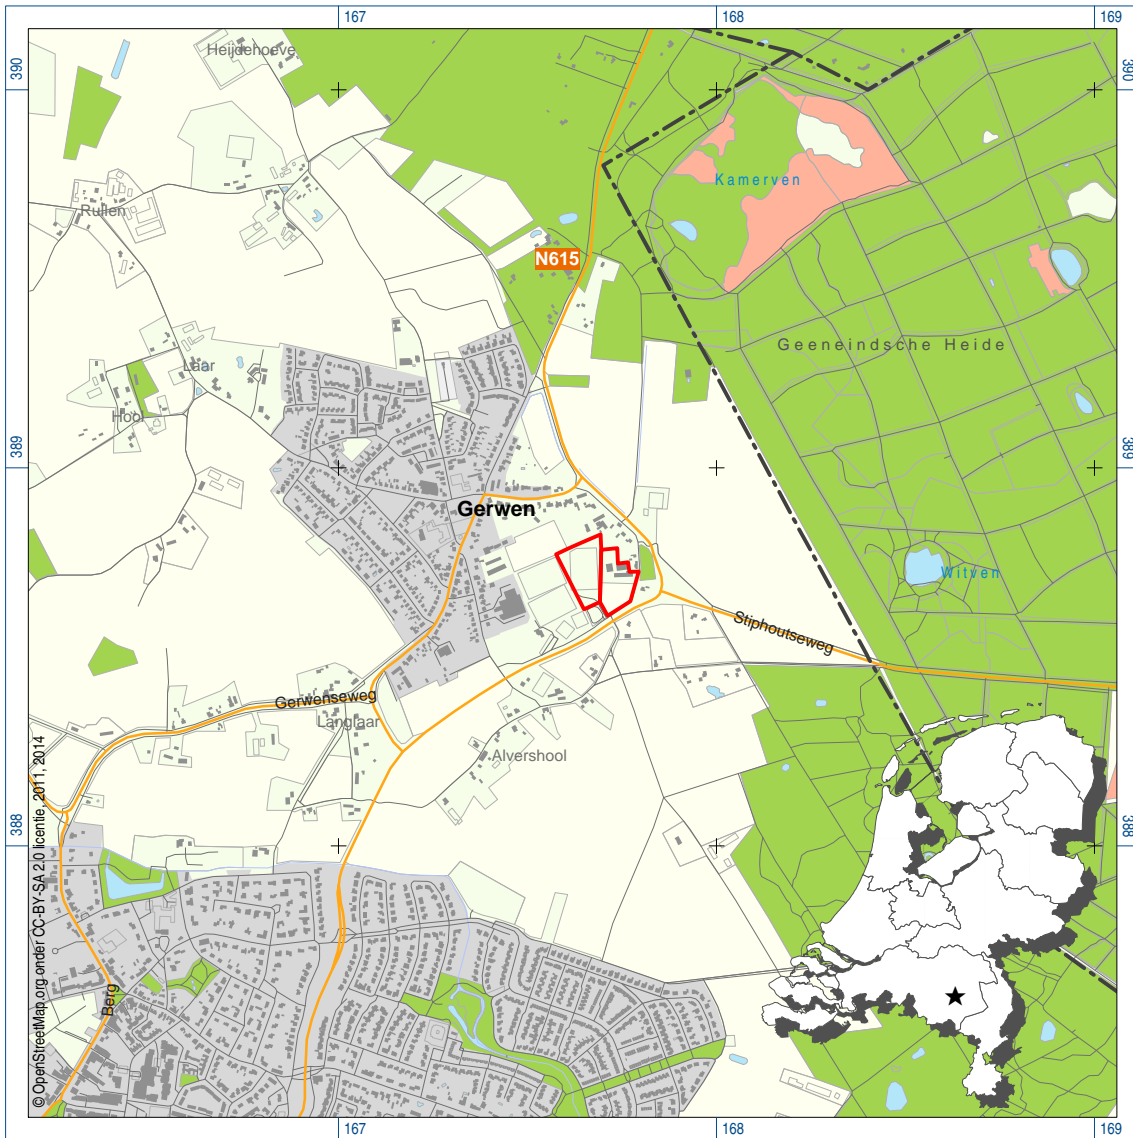 167
168
169
390
390
Heijdehoeve
Kamerven
Rullen
N615
Geeneindsche Heide
Laar
Hool
389
389
Gerwen
Witven
Stiphoutseweg
Gerwenseweg
Langlaar
Alvershool
388
388
Berg
© OpenStreetMap.org onder CC-BY-SA 2.0 licentie, 2011, 2014
167
168
169